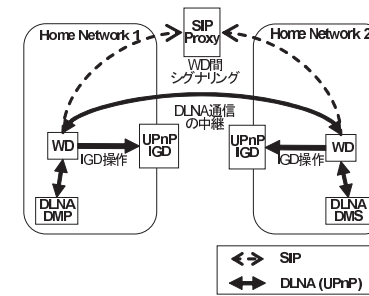 Home Network 1
SIP
Proxy
Home Network 2
WD間
シグナリング
DLNA通信
の中継
WD
IGD操作
UPnP
IGD
UPnP
IGD
IGD操作
WD
DLNA
DMP
DLNA
DMS
SIP
DLNA (UPnP)